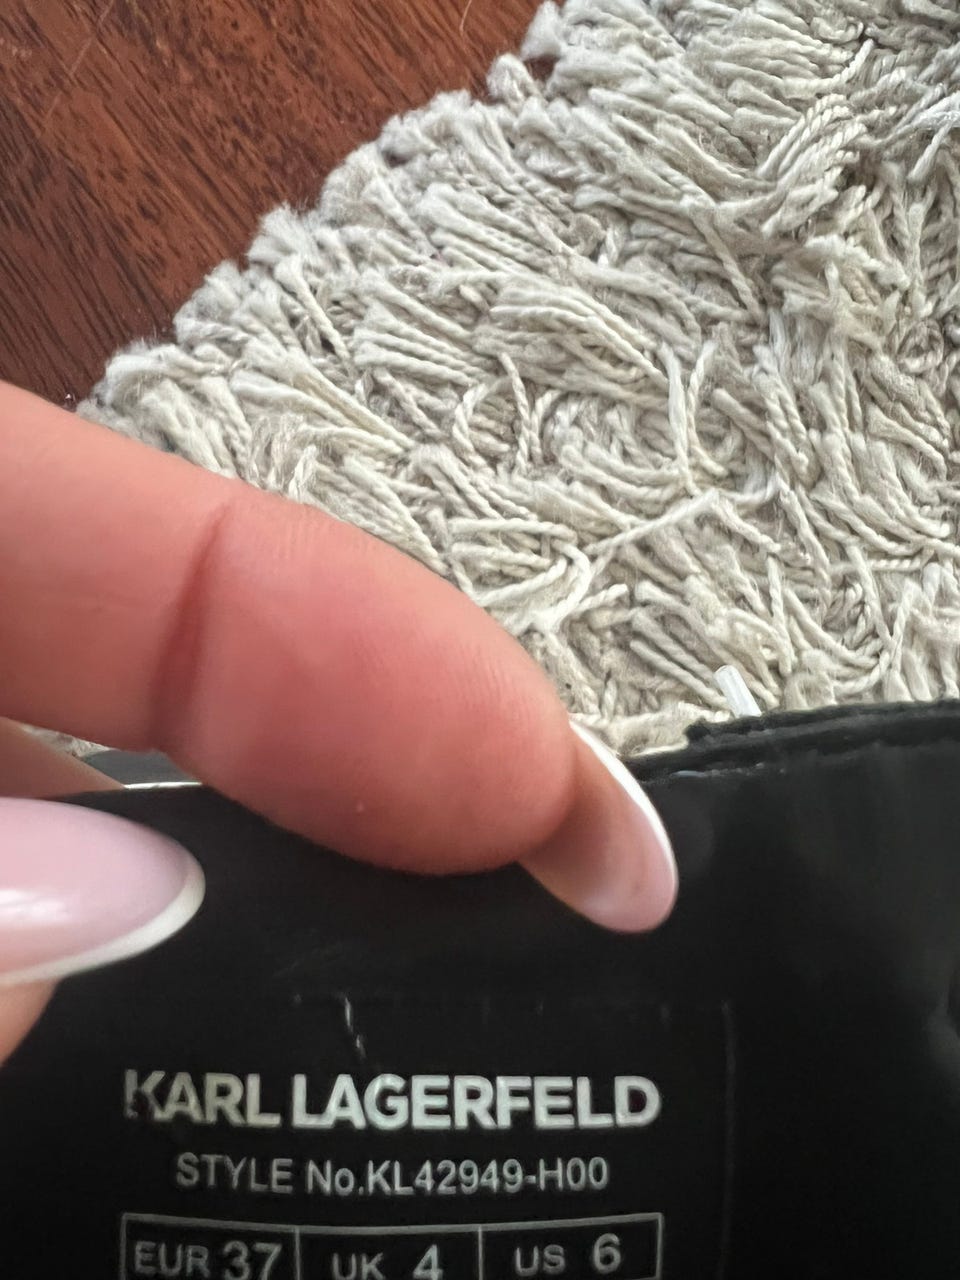 KARL LAGERFELD
STYLE No.KL42949-H00
EUR 37 UK 4 US 6